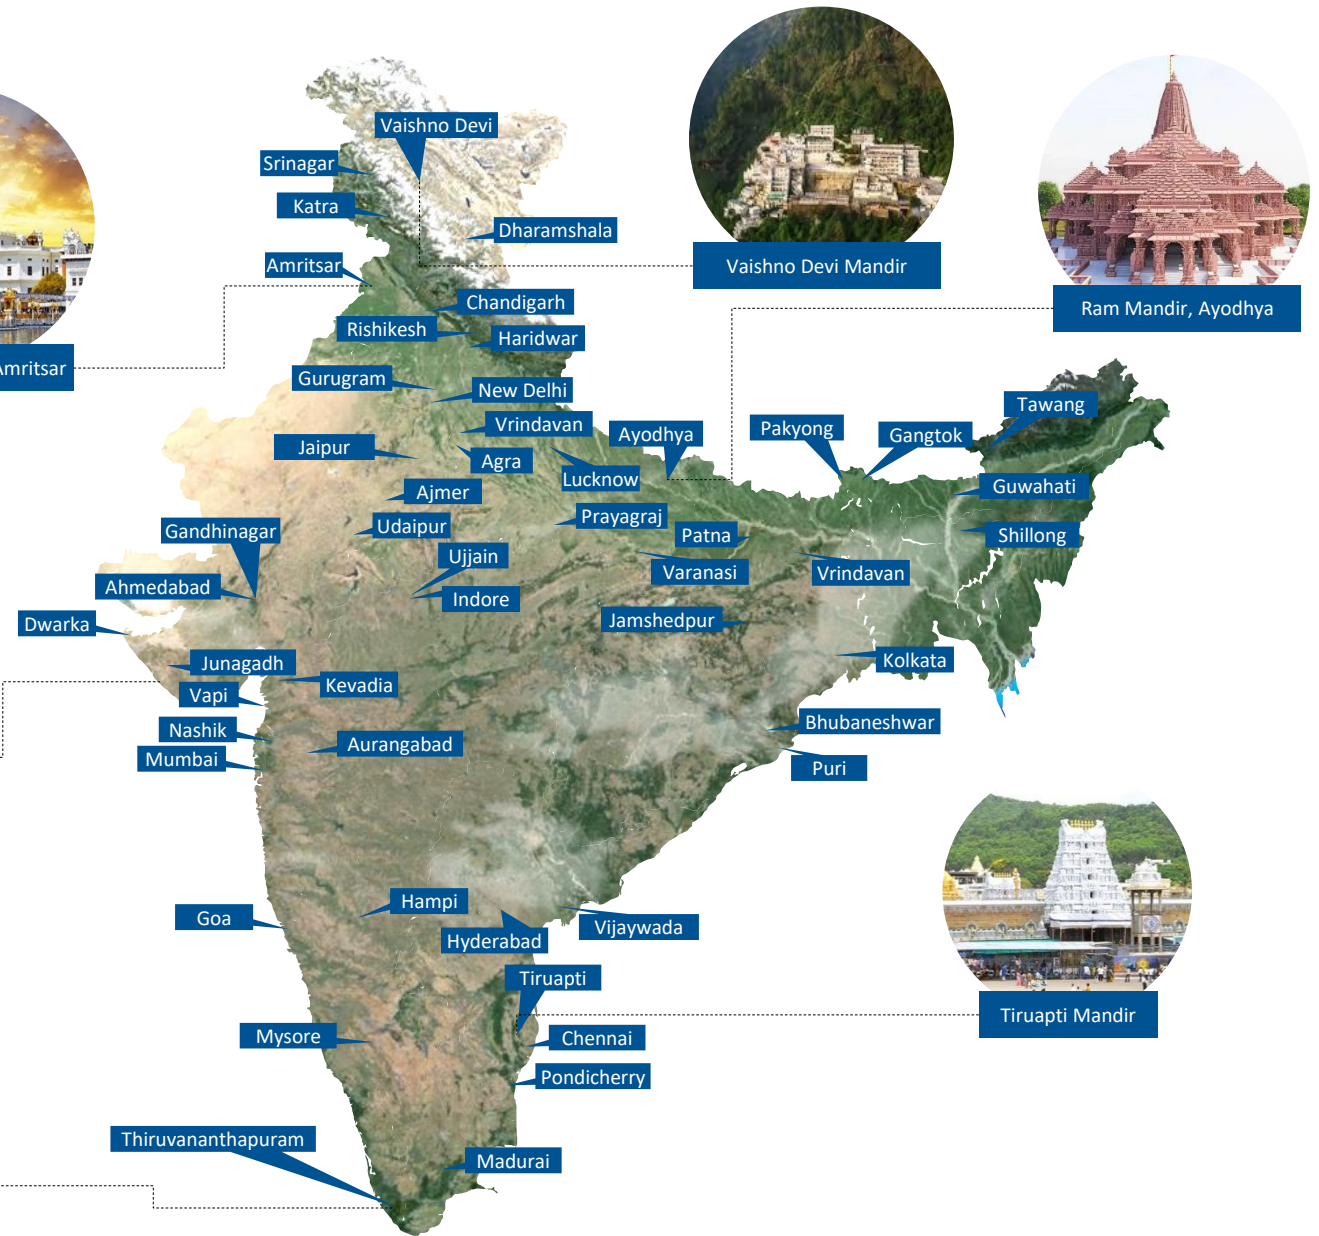 Vaishno Devi
Srinagar
Katra
Dharamshala
Vaishno Devi Mandir
Amritsar
Ram Mandir, Ayodhya
Chandigarh
Rishikesh
Haridwar
Amritsar
Gurugram
New Delhi
Tawang
Vrindavan
Ayodhya
Pakyong
Gangtok
Jaipur
Agra
Lucknow
Guwahati
Ajmer
Prayagraj
Udaipur
Gandhinagar
Patna
Shillong
Ujjain
Varanasi
Vrindavan
Ahmedabad
Indore
Dwarka
Jamshedpur
Junagadh
Kolkata
Kevadia
Vapi
Bhubaneshwar
Nashik
Aurangabad
Mumbai
Puri
Hampi
Goa
Vijaywada
Hyderabad
Tiruapti
Tiruapti Mandir
Mysore
Chennai
Pondicherry
Thiruvananthapuram
Madurai